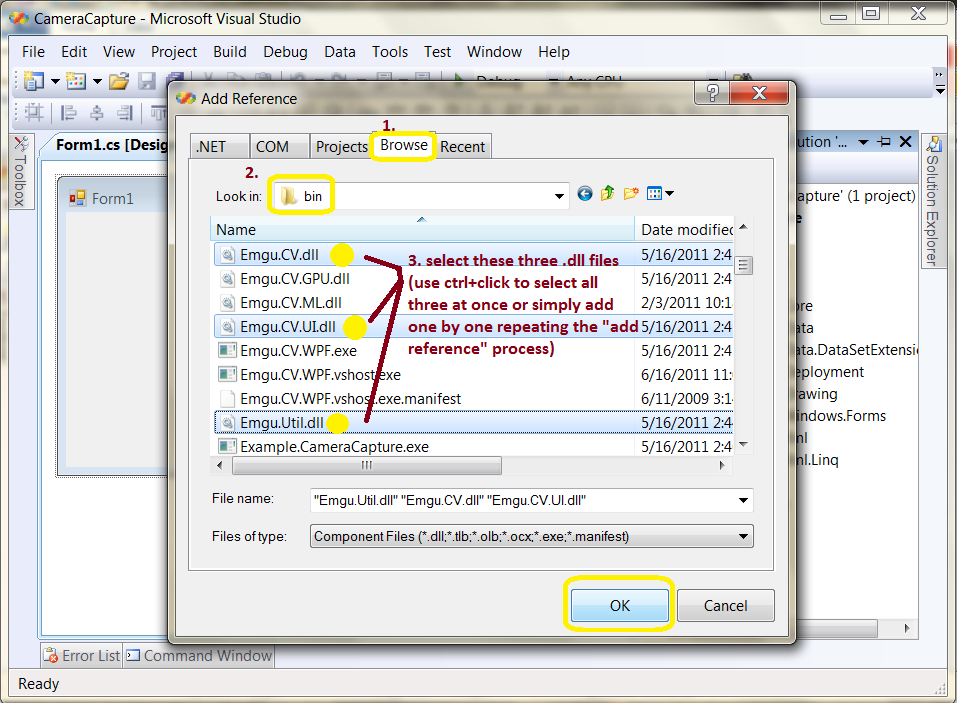 CameraCapture - Microsoft Visual Studio
File Edit View Project Build Debug Data Tools Test Window Help
Debug Any CPU
Add Reference
1.
.NET COM Projects Browse Recent
Form1.cs [Desig
Toolbox
ution '...
Solution Explorer
2.
Look in: bin
Form1
apture' (1 project)
Name Date modified
Emgu.CV.dll 5/16/2011 2:4
3. select these three .dll files
Emgu.CV.GPU.dll 5/16/2011 2:4
(use ctrl+click to select all
Emgu.CV.ML.dll 2/3/2011 10:1
three at once or simply add
Emgu.CV.UI.dll 5/16/2011 2:4
one by one repeating the "add
Emgu.CV.WPF.exe 5/16/2011 2:4
reference" process)
Emgu.CV.WPF.vshost.exe 6/16/2011 11:
Emgu.CV.WPF.vshost.exe.manifest 6/11/2009 3:1
Emgu.Util.dll 5/16/2011 2:4
Example.CameraCapture.exe 5/16/2011 2:4
ore
ata
ata.DataSetExtensi
eployment
rawing
indows.Forms
ml
ml.Linq
File name: "Emgu.Util.dll" "Emgu.CV.dll" "Emgu.CV.UI.dll"
Files of type: Component Files (*.dll;*.tlb;*.olb;*.ocx;*.exe;*.manifest)
OK Cancel
Error List Command Window
Ready